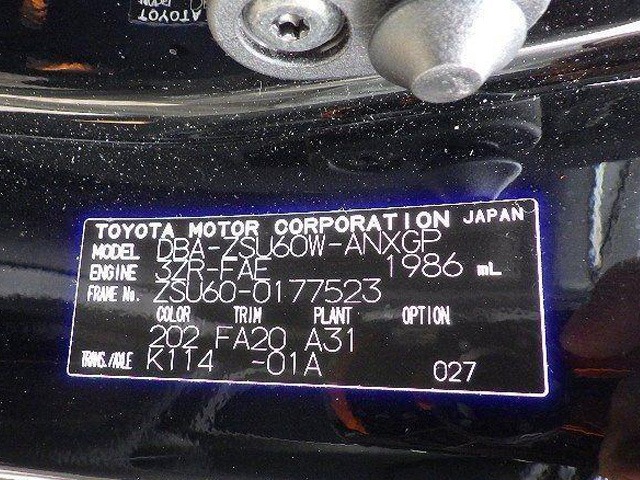 TOYOTA MOTOR CORPORATION JAPAN
MODEL DBA-ZSU60W-ANXGP
ENGINE 3ZR-FAE 1986 mL
FRAME No. ZSU60-0177523
COLOR TRIM PLANT OPTION
202 FA20 A31
TRANS./AXLE K114 -01A 027